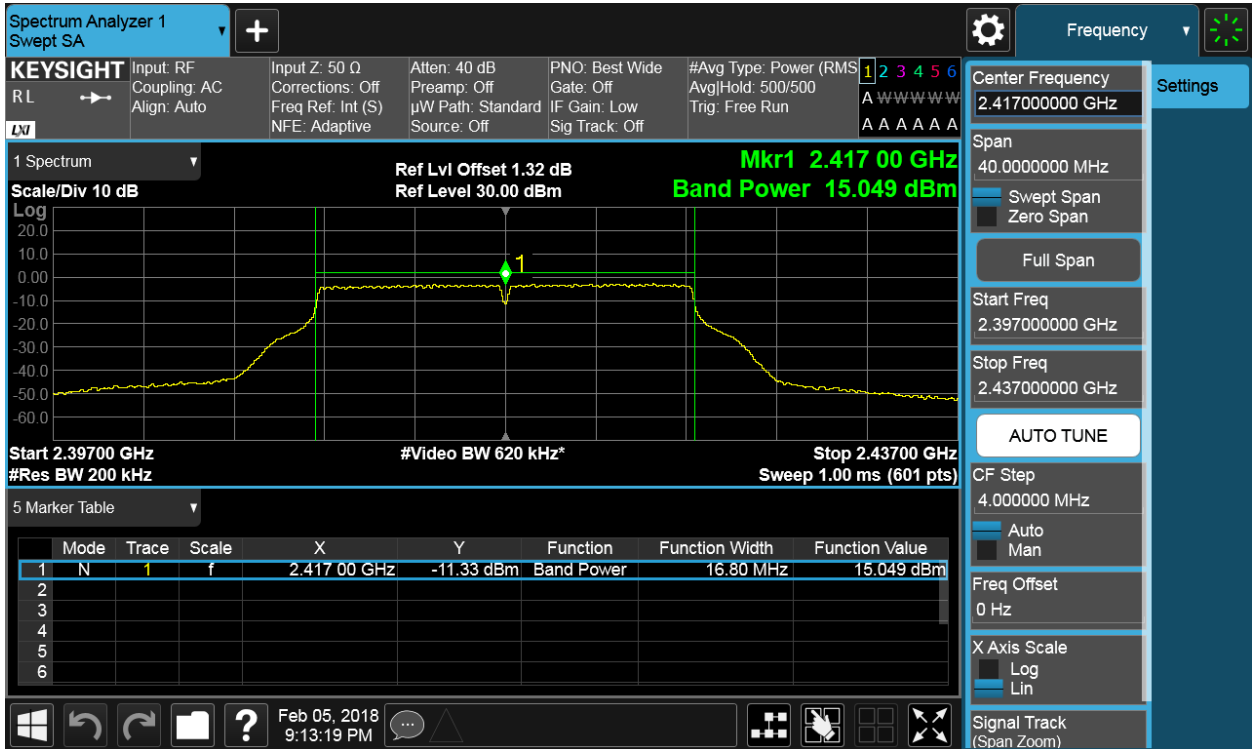 Spectrum Analyzer 1
Swept SA
+
Frequency
KEYSIGHT
R L
LXI
Input: RF
Coupling: AC
Align: Auto
Input Z: 50 Ω
Corrections: Off
Freq Ref: Int (S)
NFE: Adaptive
Atten: 40 dB
Preamp: Off
µW Path: Standard
Source: Off
PNO: Best Wide
Gate: Off
IF Gain: Low
Sig Track: Off
#Avg Type: Power (RMS
Avg|Hold: 500/500
Trig: Free Run
1 2 3 4 5 6
A W W W W W
A A A A A A
1 Spectrum
Scale/Div 10 dB
Ref Lvl Offset 1.32 dB
Ref Level 30.00 dBm
Mkr1 2.417 00 GHz
Band Power 15.049 dBm
Log
20.0
10.0
0.00
-10.0
-20.0
-30.0
-40.0
-50.0
-60.0
1
Start 2.39700 GHz
#Video BW 620 kHz*
Stop 2.43700 GHz
#Res BW 200 kHz
Sweep 1.00 ms (601 pts)
5 Marker Table
Mode Trace Scale X Y Function Function Width Function Value
1 N 1 f 2.417 00 GHz -11.33 dBm Band Power 16.80 MHz 15.049 dBm
2
3
4
5
6
?
Feb 05, 2018
9:13:19 PM
Center Frequency
2.417000000 GHz
Span
40.0000000 MHz
Swept Span
Zero Span
Full Span
Start Freq
2.397000000 GHz
Stop Freq
2.437000000 GHz
AUTO TUNE
CF Step
4.000000 MHz
Auto
Man
Freq Offset
0 Hz
X Axis Scale
Log
Lin
Signal Track
(Span Zoom)
Settings